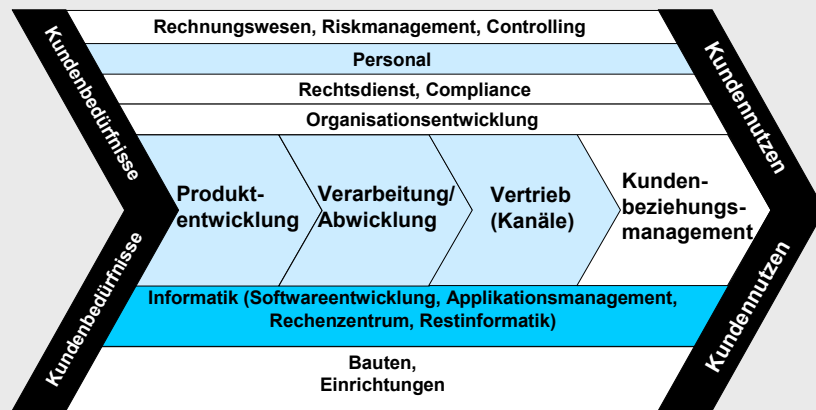 Rechnungswesen, Riskmanagement, Controlling
Personal
Rechtsdienst, Compliance
Organisationsentwicklung
Kundenbedürfnisse
Kundenbedürfnisse
Produkt-
entwicklung
Verarbeitung/
Abwicklung
Vertrieb
(Kanäle)
Kunden-
beziehungs-
management
Kundennutzen
Kundennutzen
Informatik (Softwareentwicklung, Applikationsmanagement,
Rechenzentrum, Restinformatik)
Bauten,
Einrichtungen